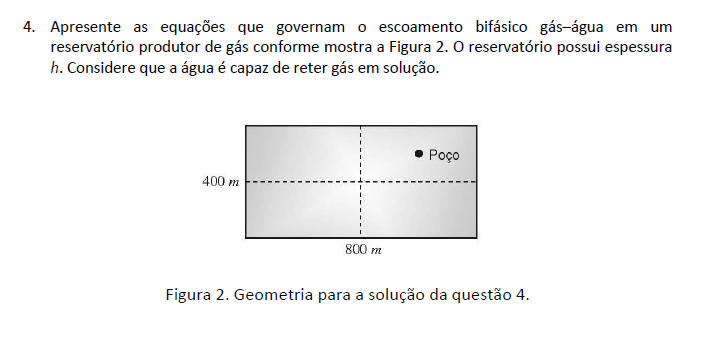 4. Apresente as equações que governam o escoamento bifásico gás–água em um
reservatório produtor de gás conforme mostra a Figura 2. O reservatório possui espessura
h. Considere que a água é capaz de reter gás em solução.
Poço
400 m
800 m
Figura 2. Geometria para a solução da questão 4.